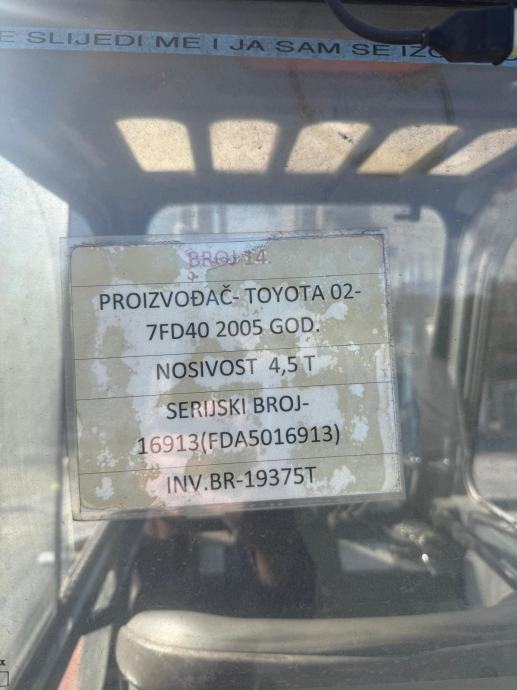 E SLIJEDI ME I JA SAM SE IZG
BROJ 14.
PROIZVOĐAČ- TOYOTA 02-
7FD40 2005 GOD.
NOSIVOST 4,5 T
SERIJSKI BROJ-
16913(FDA5016913)
INV.BR-19375T
x